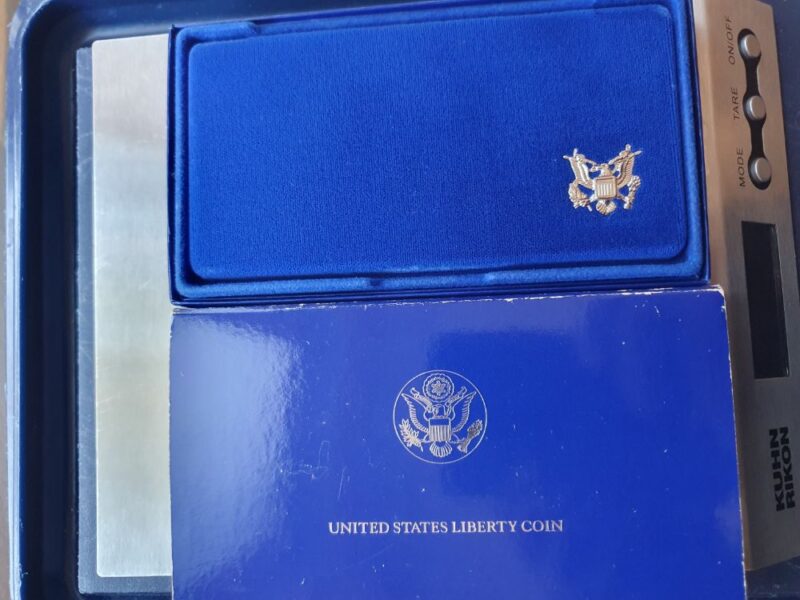 ON/OFF
TARE
MODE
KUHN
RIKON
UNITED STATES LIBERTY COIN